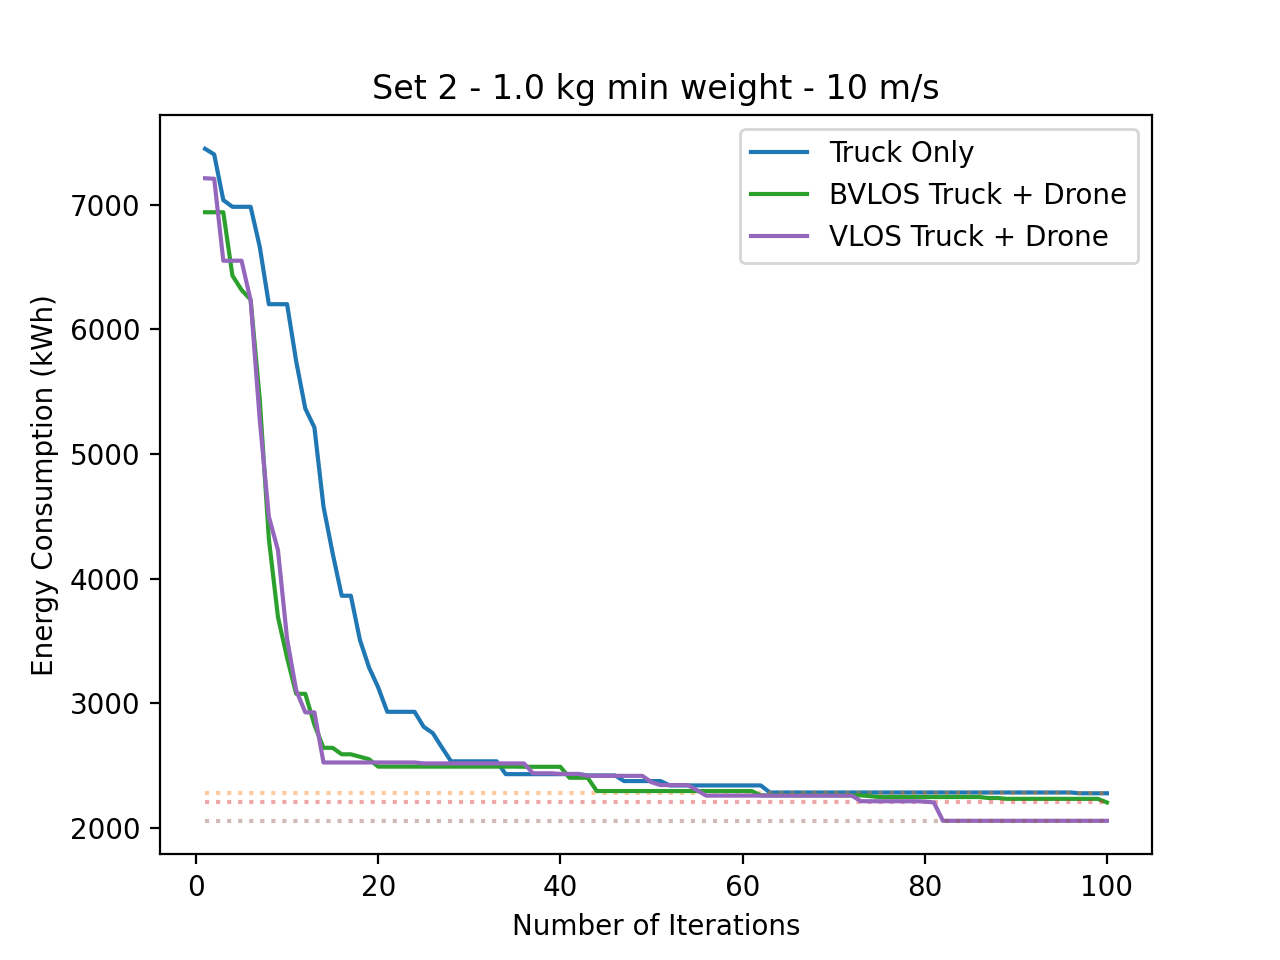 Set 2 - 1.0 kg min weight - 10 m/s
Truck Only
BVLOS Truck + Drone
VLOS Truck + Drone
Energy Consumption (kWh)
7000
6000
5000
4000
3000
2000
0 20 40 60 80 100
Number of Iterations